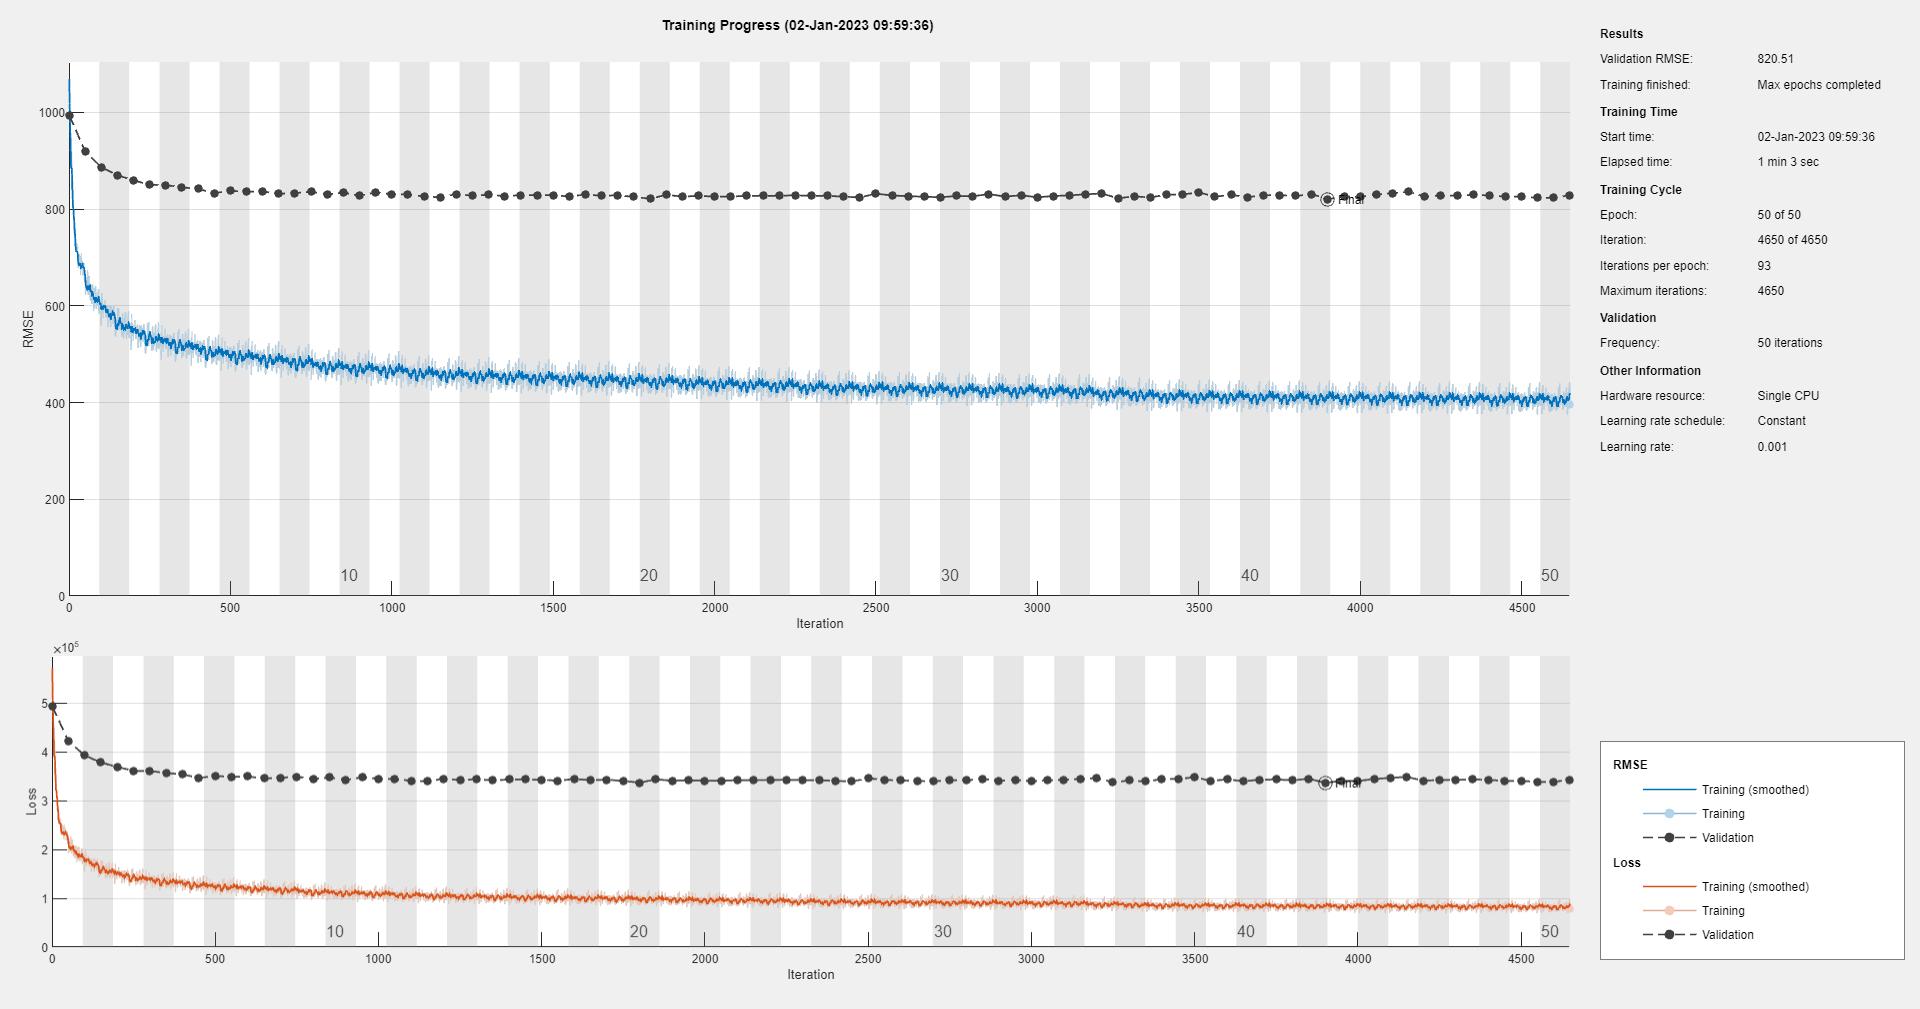 Training Progress (02-Jan-2023 09:59:36)
1000
800
600
400
200
0
RMSE
Final
10
20
30
40
50
0
500
1000
1500
2000
2500
3000
3500
4000
4500
Iteration
×10⁵
5
4
3
2
1
0
Loss
Final
10
20
30
40
50
0
500
1000
1500
2000
2500
3000
3500
4000
4500
Iteration
Results
Validation RMSE: 820.51
Training finished: Max epochs completed
Training Time
Start time: 02-Jan-2023 09:59:36
Elapsed time: 1 min 3 sec
Training Cycle
Epoch: 50 of 50
Iteration: 4650 of 4650
Iterations per epoch: 93
Maximum iterations: 4650
Validation
Frequency: 50 iterations
Other Information
Hardware resource: Single CPU
Learning rate schedule: Constant
Learning rate: 0.001
RMSE
Training (smoothed)
Training
Validation
Loss
Training (smoothed)
Training
Validation